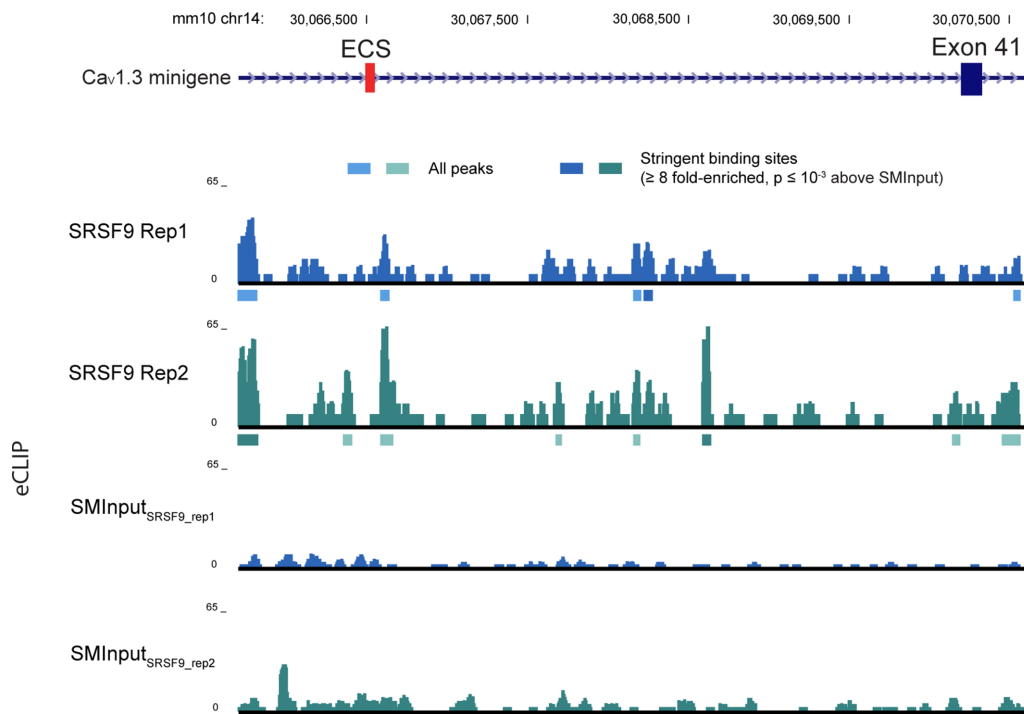 mm10 chr14: 30,066,500 30,067,500 30,068,500 30,069,500 30,070,500
ECS
Exon 41
Cav1.3 minigene
All peaks
Stringent binding sites
(≥ 8 fold-enriched, p ≤ 10⁻³ above SMInput)
65
SRSF9 Rep1
0
65
SRSF9 Rep2
0
eCLIP
65
SMInputSRSF9_rep1
0
65
SMInputSRSF9_rep2
0